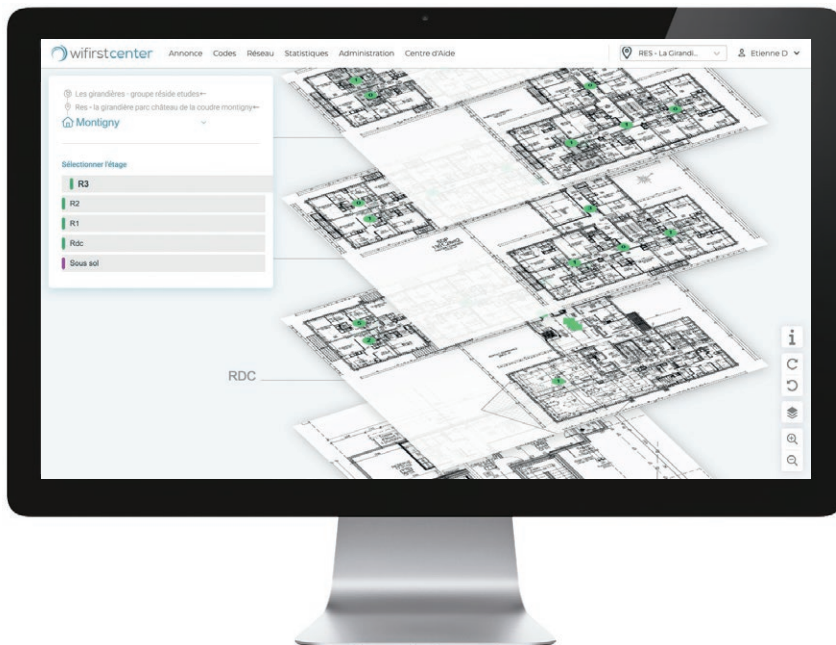 wifirstcenter Annonce Codes Réseau Statistiques Administration Centre d'Aide RES - La Girandi... Etienne D
Les girandières - groupe réside etudes
Res - la girandière parc château de la coudre montigny
Montigny
Sélectionner l'étage
R3
R2
R1
Rdc
Sous sol
RDC